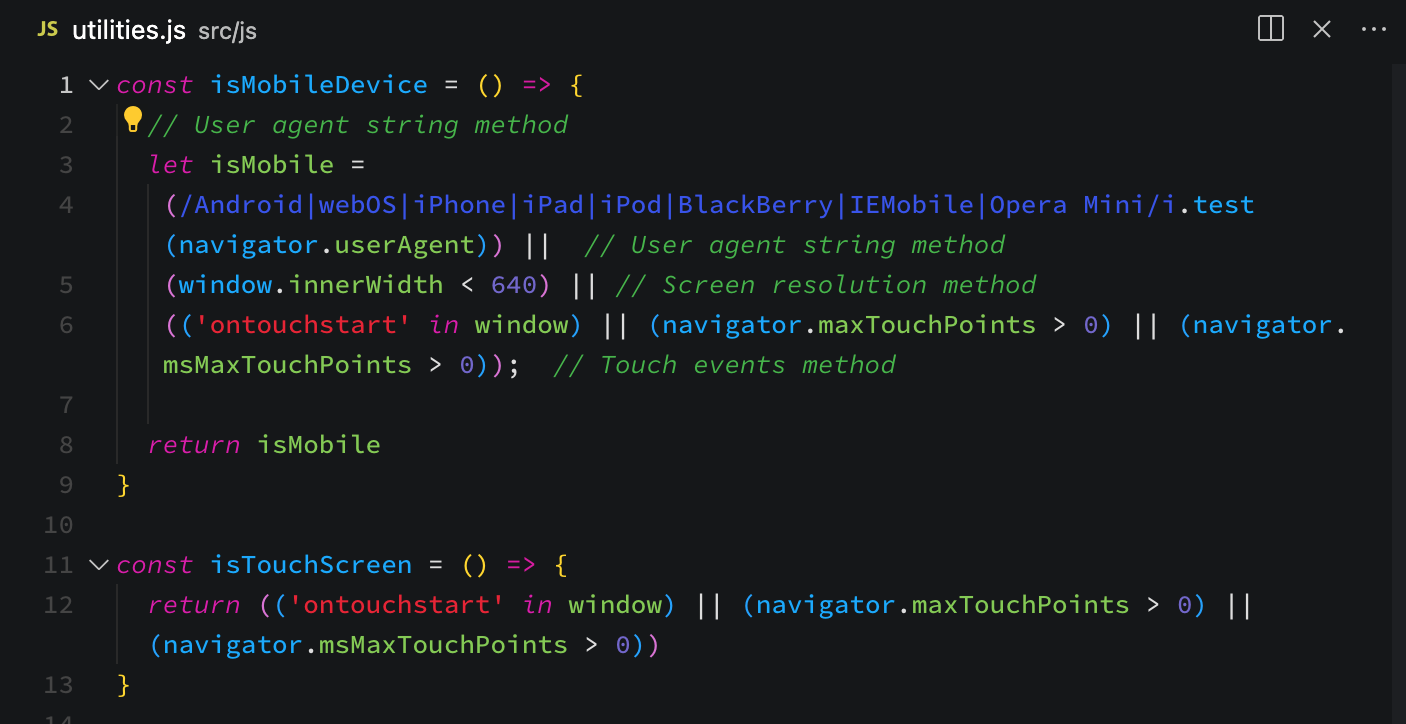 JS utilities.js src/js
1 const isMobileDevice = () => {
2 // User agent string method
3 let isMobile =
4 (/Android|webOS|iPhone|iPad|iPod|BlackBerry|IEMobile|Opera Mini/i.test
(navigator.userAgent)) || // User agent string method
5 (window.innerWidth < 640) || // Screen resolution method
6 (('ontouchstart' in window) || (navigator.maxTouchPoints > 0) || (navigator.
msMaxTouchPoints > 0)); // Touch events method
7
8 return isMobile
9 }
10
11 const isTouchScreen = () => {
12 return (('ontouchstart' in window) || (navigator.maxTouchPoints > 0) ||
(navigator.msMaxTouchPoints > 0))
13 }
14